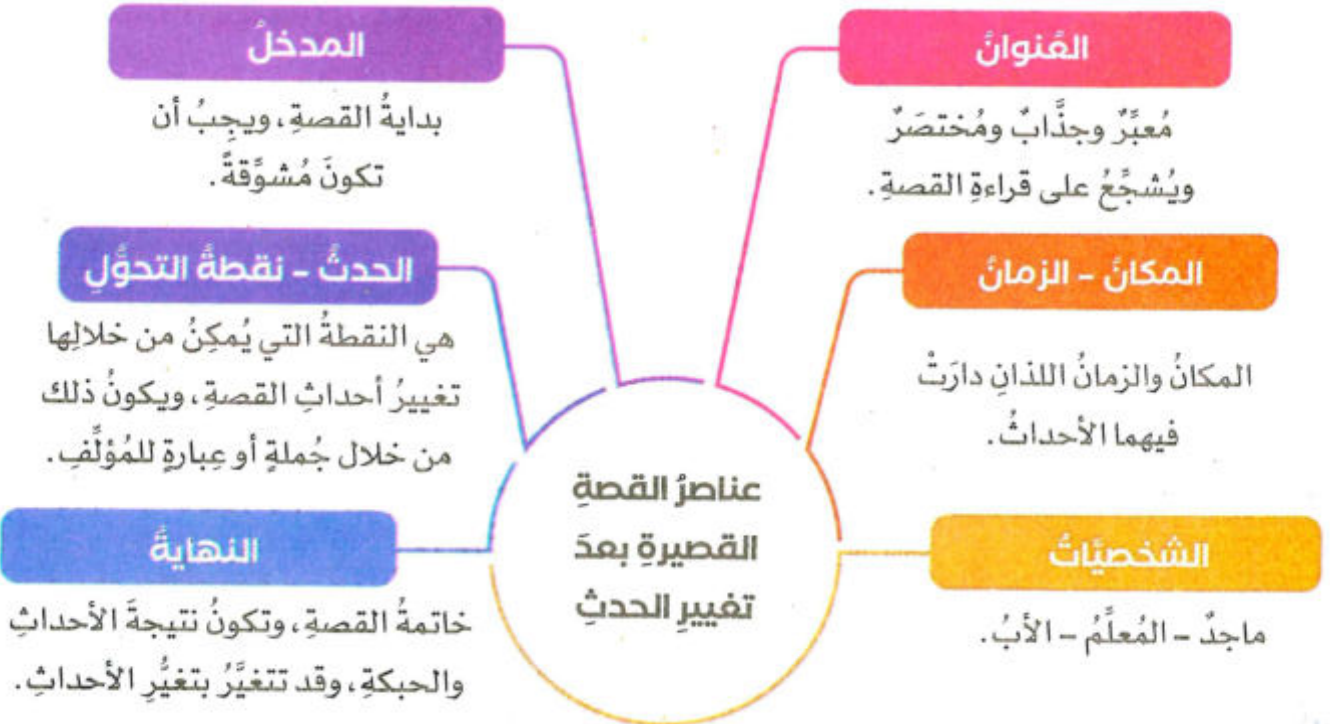 العُنوانُ
مُعبِّرٌ وجذَّابٌ ومُختصَرٌ
ويُشجِّعُ على قراءةِ القصةِ.
المكانُ - الزمانُ
المكانُ والزمانُ اللذانِ دارَتْ
فيهما الأحداثُ.
الشخصيَّاتُ
ماجدٌ - المُعلِّمُ - الأبُ.
المدخلُ
بدايةُ القصةِ، ويجِبُ أن
تكونَ مُشوِّقةً.
الحدثُ - نقطةُ التحوُّلِ
هي النقطةُ التي يُمكِنُ من خلالِها
تغييرُ أحداثِ القصةِ، ويكونُ ذلك
من خلال جُملةٍ أو عِبارةٍ للمُؤلِّفِ.
النهايةُ
خاتمةُ القصةِ، وتكونُ نتيجةَ الأحداثِ
والحبكةِ، وقد تتغيَّرُ بتغيُّرِ الأحداثِ.
عناصرُ القصةِ
القصيرةِ بعدَ
تغييرِ الحدثِ